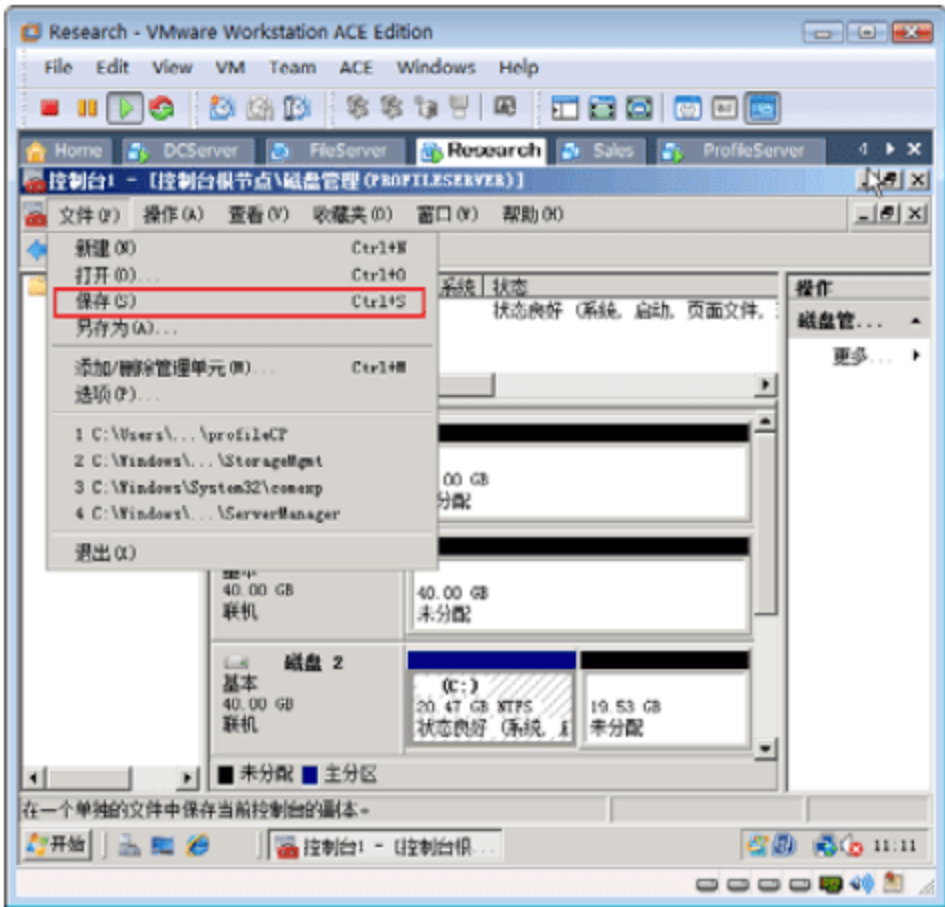 Research - VMware Workstation ACE Edition
File Edit View VM Team ACE Windows Help
Home DCServer FileServer Research Sales ProfileServer
控制台1 - [控制台根节点\磁盘管理(PROFILESERVER)]
文件(F) 操作(A) 查看(V) 收藏夹(O) 窗口(W) 帮助(H)
新建(N) Ctrl+N
打开(O)... Ctrl+O
保存(S) Ctrl+S
另存为(A)...
添加/删除管理单元(M)... Ctrl+M
选项(P)...
1 C:\Users\...\profileCP
2 C:\Windows\...\StorageMgmt
3 C:\Windows\System32\comexp
4 C:\Windows\...\ServerManager
退出(X)
系统 状态
状态良好 (系统, 启动, 页面文件,
操作
磁盘管...
更多...
00 GB
分配
基本
40.00 GB
联机
40.00 GB
未分配
磁盘 2
基本
40.00 GB
联机
(C:)
20.47 GB NTFS
状态良好 (系统,
19.53 GB
未分配
未分配 主分区
在一个单独的文件中保存当前控制台的副本。
开始 控制台1 - [控制台根... 11:11